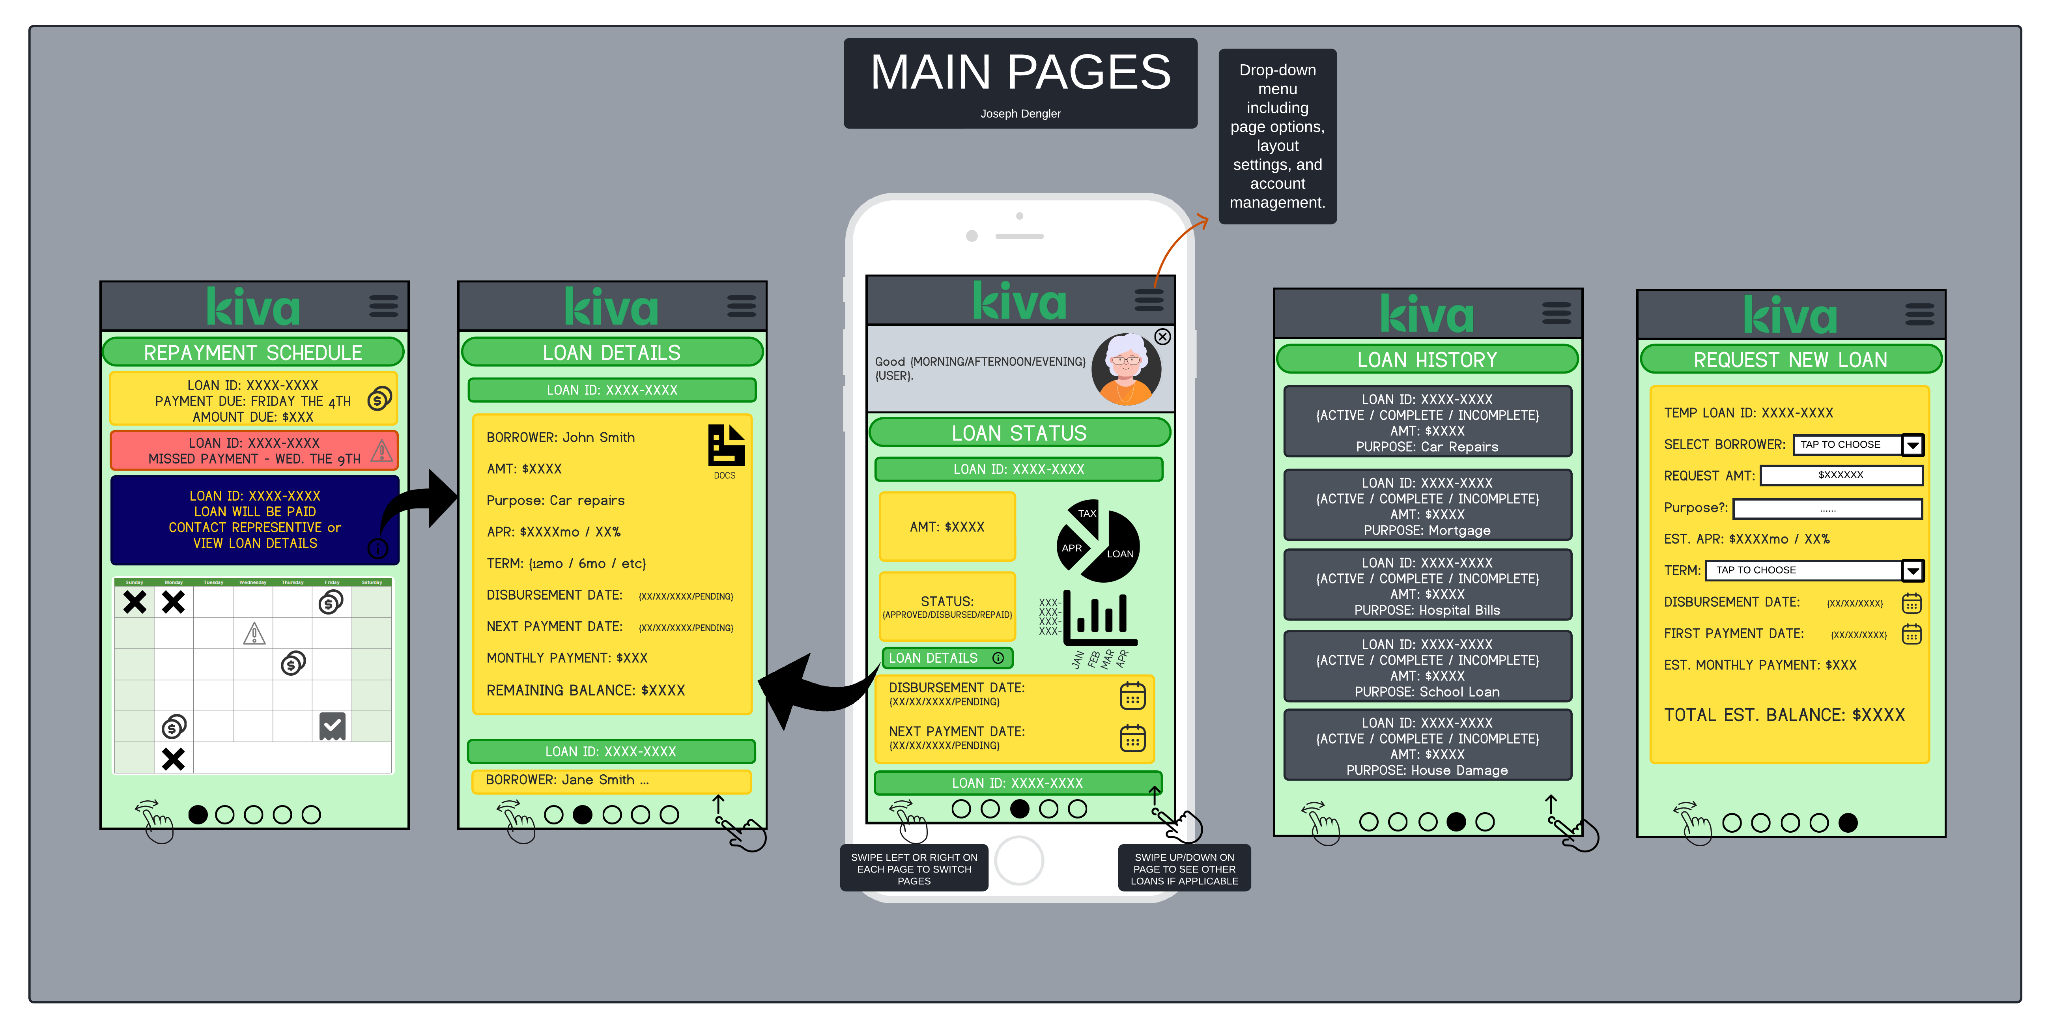 MAIN PAGES
Joseph Dengler
Drop-down
menu
including
page options,
layout
settings, and
account
management.
kiva
REPAYMENT SCHEDULE
LOAN ID: XXXX-XXXX
PAYMENT DUE: FRIDAY THE 4TH
AMOUNT DUE: $XXX
LOAN ID: XXXX-XXXX
MISSED PAYMENT - WED. THE 9TH
LOAN ID: XXXX-XXXX
LOAN WILL BE PAID
CONTACT REPRESENTIVE or
VIEW LOAN DETAILS
Sunday Monday Tuesday Wednesday Thursday Friday Saturday
kiva
LOAN DETAILS
LOAN ID: XXXX-XXXX
BORROWER: John Smith
DOCS
AMT: $XXXX
Purpose: Car repairs
APR: $XXXXmo / XX%
TERM: (12mo / 6mo / etc)
DISBURSEMENT DATE: (XX/XX/XXXX/PENDING)
NEXT PAYMENT DATE: (XX/XX/XXXX/PENDING)
MONTHLY PAYMENT: $XXX
REMAINING BALANCE: $XXXX
LOAN ID: XXXX-XXXX
BORROWER: Jane Smith ...
kiva
Good (MORNING/AFTERNOON/EVENING)
(USER).
LOAN STATUS
LOAN ID: XXXX-XXXX
AMT: $XXXX
TAX
APR
LOAN
STATUS:
(APPROVED/DISBURSED/REPAID)
XXX-
XXX-
XXX-
XXX-
JAN FEB MAR APR
LOAN DETAILS
DISBURSEMENT DATE:
(XX/XX/XXXX/PENDING)
NEXT PAYMENT DATE:
(XX/XX/XXXX/PENDING)
LOAN ID: XXXX-XXXX
SWIPE LEFT OR RIGHT ON
EACH PAGE TO SWITCH
PAGES
SWIPE UP/DOWN ON
PAGE TO SEE OTHER
LOANS IF APPLICABLE
kiva
LOAN HISTORY
LOAN ID: XXXX-XXXX
(ACTIVE / COMPLETE / INCOMPLETE)
AMT: $XXXX
PURPOSE: Car Repairs
LOAN ID: XXXX-XXXX
(ACTIVE / COMPLETE / INCOMPLETE)
AMT: $XXXX
PURPOSE: Mortgage
LOAN ID: XXXX-XXXX
(ACTIVE / COMPLETE / INCOMPLETE)
AMT: $XXXX
PURPOSE: Hospital Bills
LOAN ID: XXXX-XXXX
(ACTIVE / COMPLETE / INCOMPLETE)
AMT: $XXXX
PURPOSE: School Loan
LOAN ID: XXXX-XXXX
(ACTIVE / COMPLETE / INCOMPLETE)
AMT: $XXXX
PURPOSE: House Damage
kiva
REQUEST NEW LOAN
TEMP LOAN ID: XXXX-XXXX
SELECT BORROWER: TAP TO CHOOSE
REQUEST AMT: $XXXXXX
Purpose?: ......
EST. APR: $XXXXmo / XX%
TERM: TAP TO CHOOSE
DISBURSEMENT DATE: (XX/XX/XXXX)
FIRST PAYMENT DATE: (XX/XX/XXXX)
EST. MONTHLY PAYMENT: $XXX
TOTAL EST. BALANCE: $XXXX